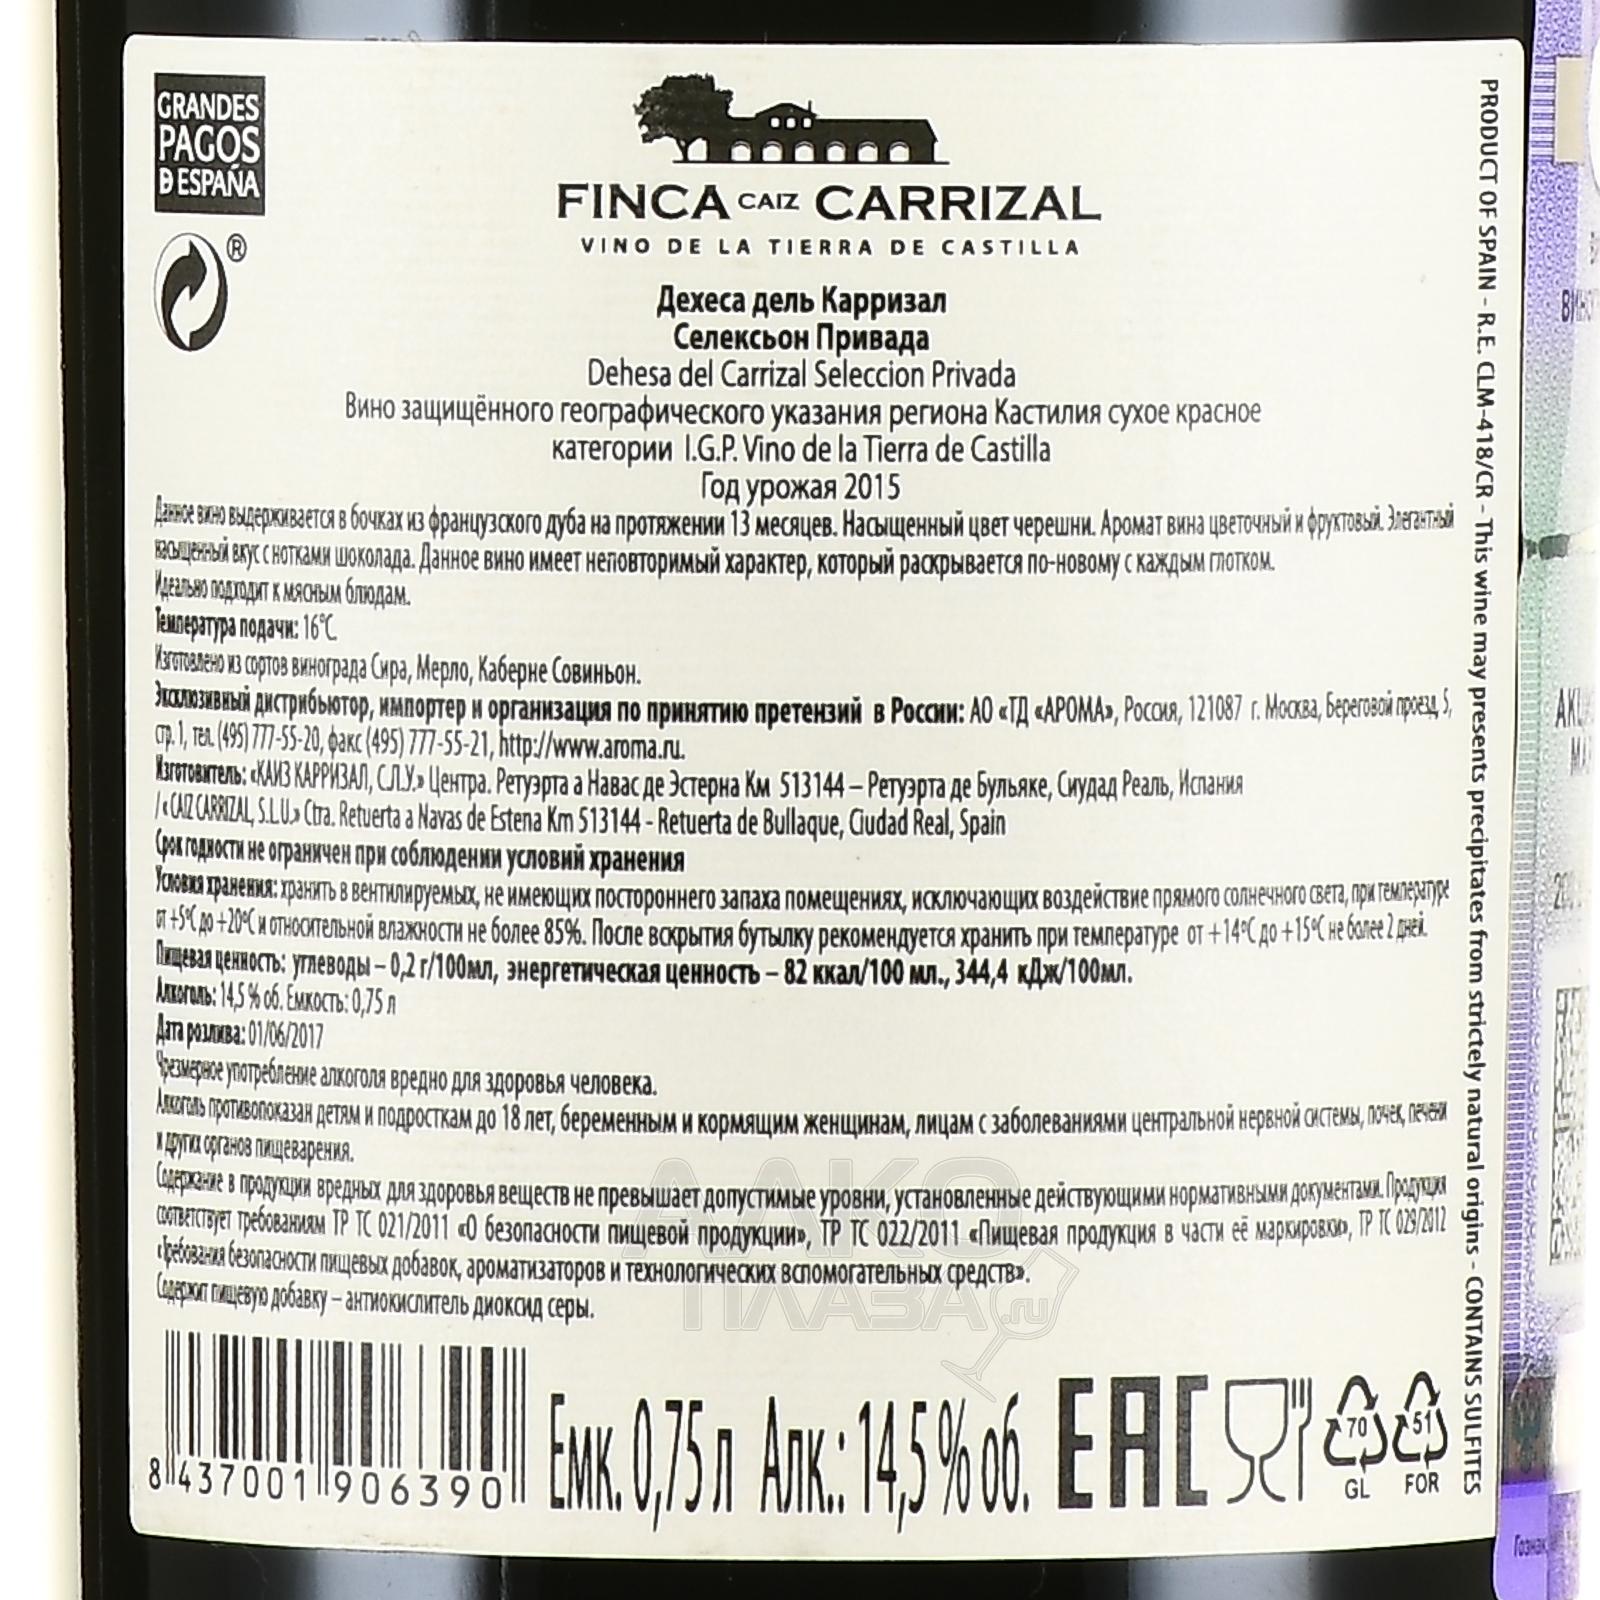 GRANDES
PAGOS
DE ESPAÑA
®
FINCA CAIZ CARRIZAL
VINO DE LA TIERRA DE CASTILLA
Дехеса дель Карризал
Селексьон Привада
Dehesa del Carrizal Seleccion Privada
Вино защищённого географического указания региона Кастилия сухое красное
категории I.G.P. Vino de la Tierra de Castilla
Год урожая 2015
Данное вино выдерживается в бочках из французского дуба на протяжении 13 месяцев. Насыщенный цвет черешни. Аромат вина цветочный и фруктовый. Элегантный
насыщенный вкус с нотками шоколада. Данное вино имеет неповторимый характер, который раскрывается по-новому с каждым глотком.
Идеально подходит к мясным блюдам.
Температура подачи: 16°С.
Изготовлено из сортов винограда Сира, Мерло, Каберне Совиньон.
Эксклюзивный дистрибьютор, импортер и организация по принятию претензий в России: АО «ТД «АРОМА», Россия, 121087 г. Москва, Береговой проезд, 5,
стр. 1, тел. (495) 777-55-20, факс (495) 777-55-21, http://www.aroma.ru.
Изготовитель: «КАИЗ КАРРИЗАЛ, С.Л.У.» Центра. Ретуэрта а Навас де Эстерна Км 513144 – Ретуэрта де Бульяке, Сиудад Реаль, Испания
/ « CAIZ CARRIZAL, S.L.U.» Ctra. Retuerta a Navas de Estena Km 513144 - Retuerta de Bullaque, Ciudad Real, Spain
Срок годности не ограничен при соблюдении условий хранения
Условия хранения: хранить в вентилируемых, не имеющих постороннего запаха помещениях, исключающих воздействие прямого солнечного света, при температуре
от +5°С до +20°С и относительной влажности не более 85%. После вскрытия бутылку рекомендуется хранить при температуре от +14°С до +15°С не более 2 дней.
Пищевая ценность: углеводы – 0,2 г/100мл, энергетическая ценность – 82 ккал/100 мл., 344,4 кДж/100мл.
Алкоголь: 14,5 % об. Емкость: 0,75 л
Дата розлива: 01/06/2017
Чрезмерное употребление алкоголя вредно для здоровья человека.
Алкоголь противопоказан детям и подросткам до 18 лет, беременным и кормящим женщинам, лицам с заболеваниями центральной нервной системы, почек, печени
и других органов пищеварения.
Содержание в продукции вредных для здоровья веществ не превышает допустимые уровни, установленные действующими нормативными документами. Продукция
соответствует требованиям ТР ТС 021/2011 «О безопасности пищевой продукции», ТР ТС 022/2011 «Пищевая продукция в части её маркировки», ТР ТС 029/2012
«Требования безопасности пищевых добавок, ароматизаторов и технологических вспомогательных средств».
Содержит пищевую добавку – антиокислитель диоксид серы.
8 437001 906390
Емк. 0,75 л Алк.: 14,5 % об.
EAC
70
GL
51
FOR
PRODUCT OF SPAIN - R.E. CLM-418/CR - This wine may presents precipitates from strictely natural origins - CONTAINS SULFITES
АЛКО
ПЛАЗА.ru